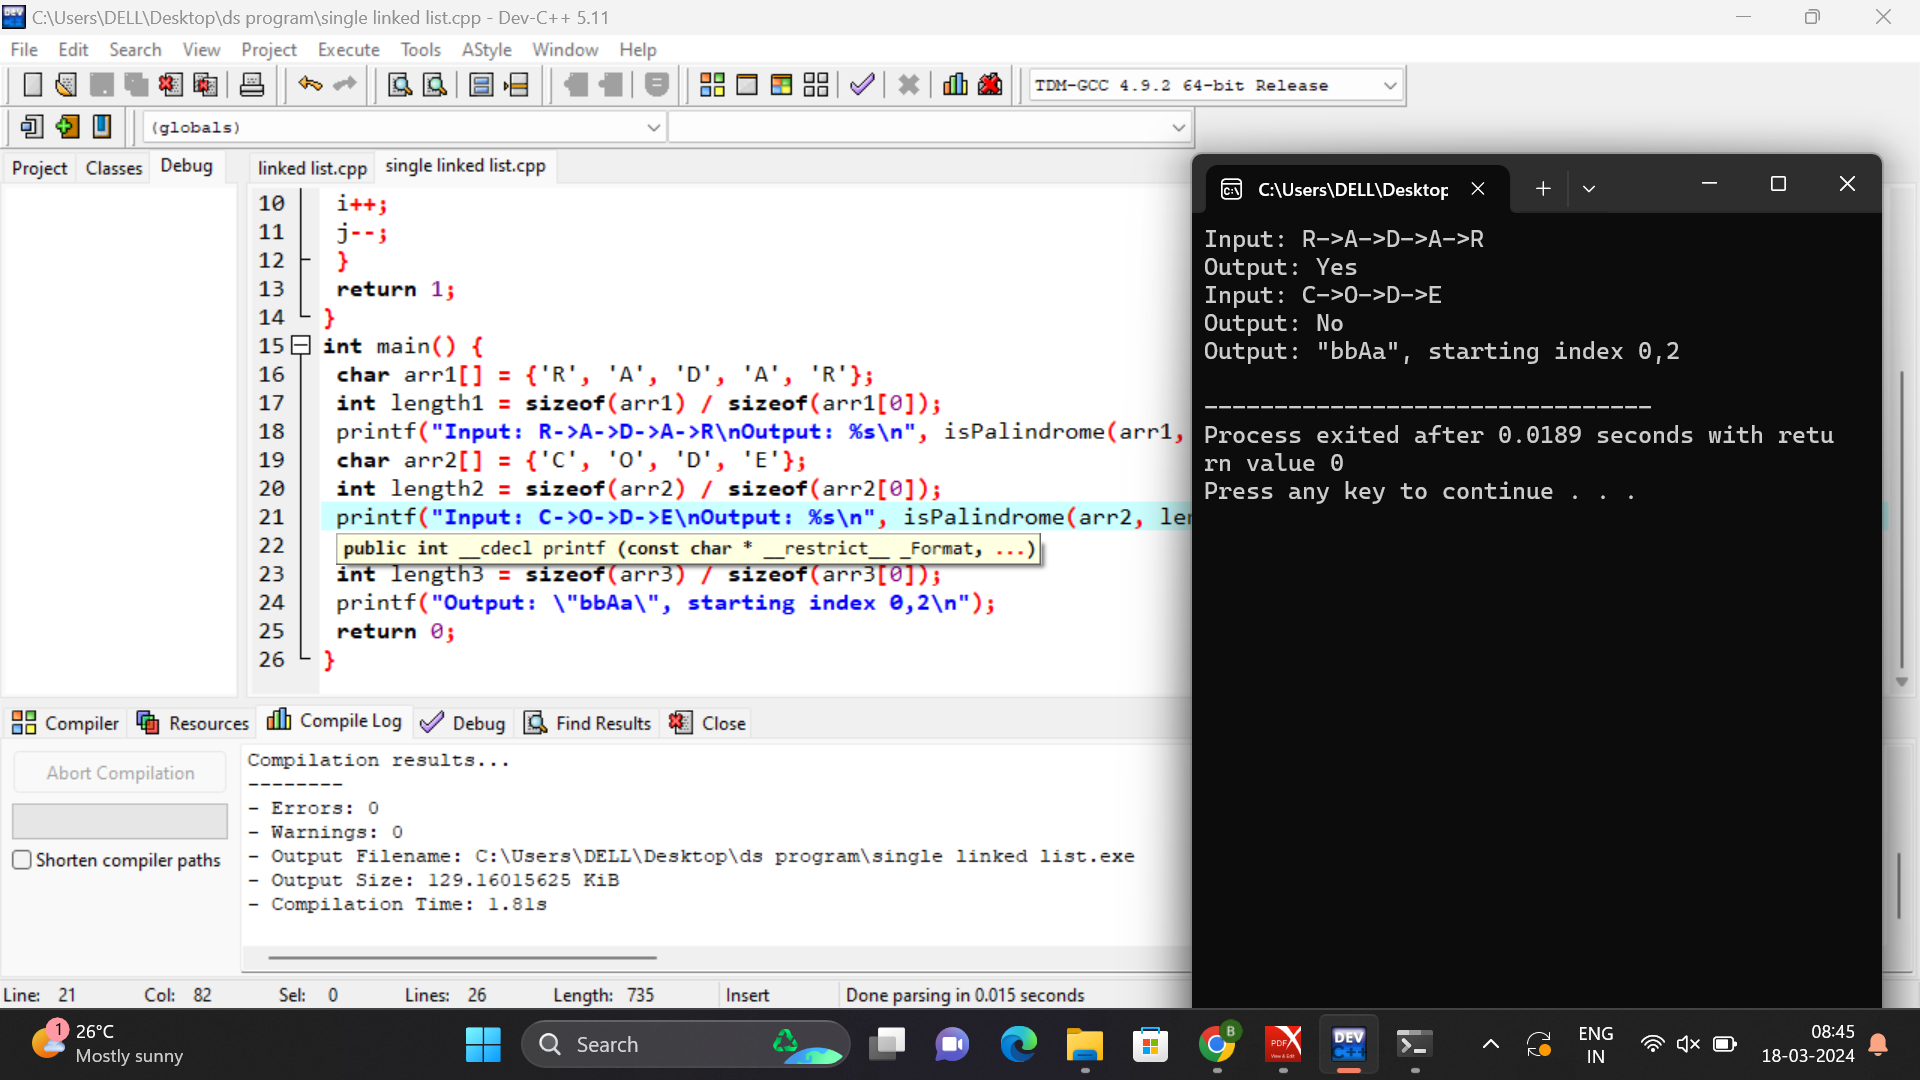 C:\Users\DELL\Desktop\ds program\single linked list.cpp - Dev-C++ 5.11
File Edit Search View Project Execute Tools AStyle Window Help
TDM-GCC 4.9.2 64-bit Release
(globals)
Project Classes Debug
linked list.cpp single linked list.cpp
10 i++;
11 j--;
12 }
13 return 1;
14 }
15 int main() {
16 char arr1[] = {'R', 'A', 'D', 'A', 'R'};
17 int length1 = sizeof(arr1) / sizeof(arr1[0]);
18 printf("Input: R->A->D->A->R\nOutput: %s\n", isPalindrome(arr1,
19 char arr2[] = {'C', 'O', 'D', 'E'};
20 int length2 = sizeof(arr2) / sizeof(arr2[0]);
21 printf("Input: C->O->D->E\nOutput: %s\n", isPalindrome(arr2, len
22 public int __cdecl printf (const char * __restrict__ _Format, ...)
23 int length3 = sizeof(arr3) / sizeof(arr3[0]);
24 printf("Output: \"bbAa\", starting index 0,2\n");
25 return 0;
26 }
C:\Users\DELL\Desktop
Input: R->A->D->A->R
Output: Yes
Input: C->O->D->E
Output: No
Output: "bbAa", starting index 0,2
--------------------------------
Process exited after 0.0189 seconds with retu
rn value 0
Press any key to continue . . .
Compiler Resources Compile Log Debug Find Results Close
Abort Compilation
Shorten compiler paths
Compilation results...
--------
- Errors: 0
- Warnings: 0
- Output Filename: C:\Users\DELL\Desktop\ds program\single linked list.exe
- Output Size: 129.16015625 KiB
- Compilation Time: 1.81s
Line: 21 Col: 82 Sel: 0 Lines: 26 Length: 735 Insert Done parsing in 0.015 seconds
1
26°C
Mostly sunny
Search
B
PDF X
View & Edit
DEV
C++
ENG
IN
08:45
18-03-2024